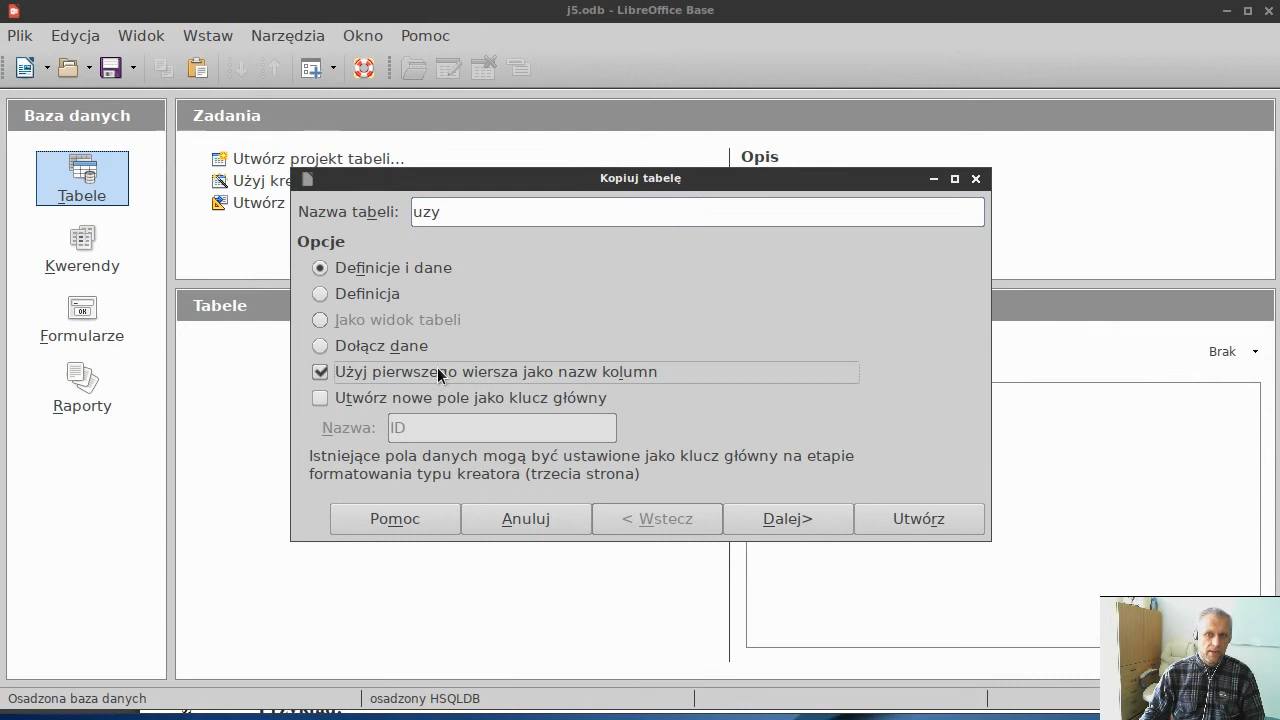 j5.odb - LibreOffice Base
Plik Edycja Widok Wstaw Narzędzia Okno Pomoc
Baza danych
Zadania
Tabele
Kwerendy
Formularze
Raporty
Utwórz projekt tabeli...
Użyj kre
Utwórz
Opis
Tabele
Brak
Kopiuj tabelę
Nazwa tabeli: uzy
Opcje
Definicje i dane
Definicja
Jako widok tabeli
Dołącz dane
Użyj pierwszego wiersza jako nazw kolumn
Utwórz nowe pole jako klucz główny
Nazwa: ID
Istniejące pola danych mogą być ustawione jako klucz główny na etapie
formatowania typu kreatora (trzecia strona)
Pomoc Anuluj < Wstecz Dalej> Utwórz
Osadzona baza danych osadzony HSQLDB